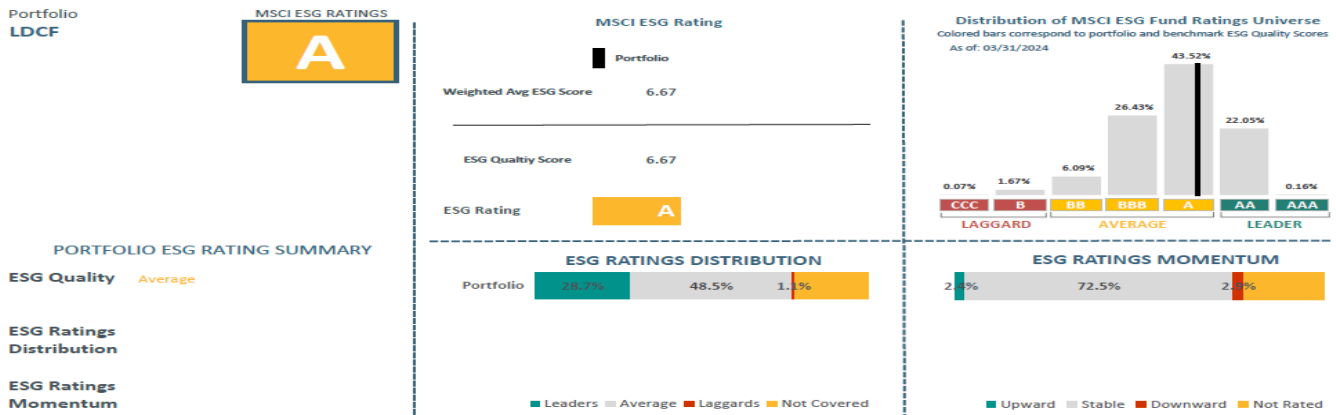 Portfolio
LDCF
MSCI ESG RATINGS
A
MSCI ESG Rating
Portfolio
Weighted Avg ESG Score 6.67
ESG Qualtiy Score 6.67
ESG Rating A
Distribution of MSCI ESG Fund Ratings Universe
Colored bars correspond to portfolio and benchmark ESG Quality Scores
As of: 03/31/2024
0.07% 1.67% 6.09% 26.43% 43.52% 22.05% 0.16%
CCC B BB BBB A AA AAA
LAGGARD AVERAGE LEADER
PORTFOLIO ESG RATING SUMMARY
ESG Quality Average
ESG Ratings
Distribution
ESG Ratings
Momentum
ESG RATINGS DISTRIBUTION
Portfolio 28.7% 48.5% 1.1%
Leaders Average Laggards Not Covered
ESG RATINGS MOMENTUM
2.4% 72.5% 2.9%
Upward Stable Downward Not Rated